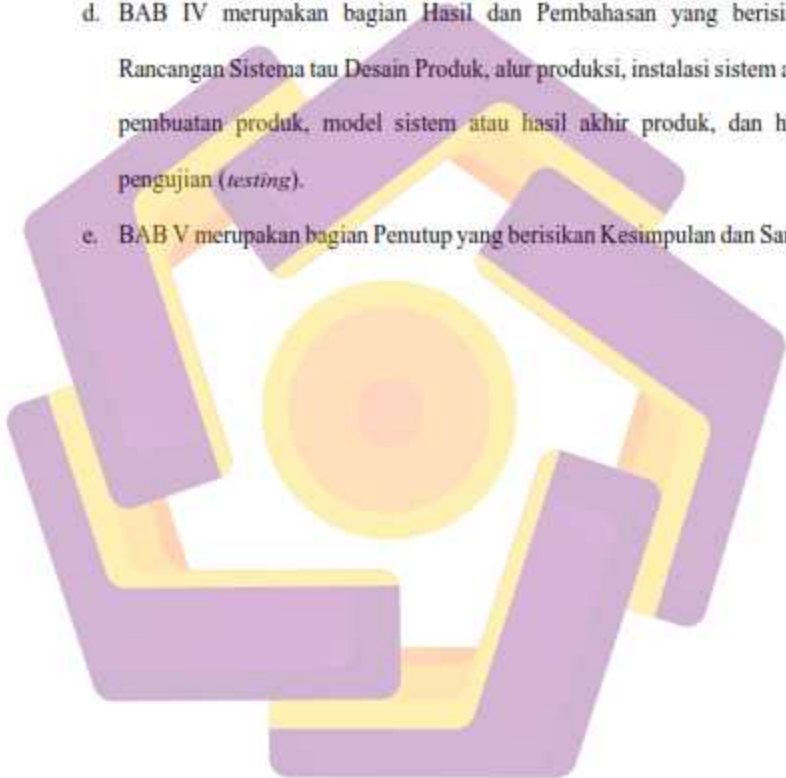 d. BAB IV merupakan bagian Hasil dan Pembahasan yang berisi
Rancangan Sistema tau Desain Produk, alur produksi, instalasi sistem a
pembuatan produk, model sistem atau hasil akhir produk, dan h
pengujian (testing).
e. BAB V merupakan bagian Penutup yang berisikan Kesimpulan dan Sa